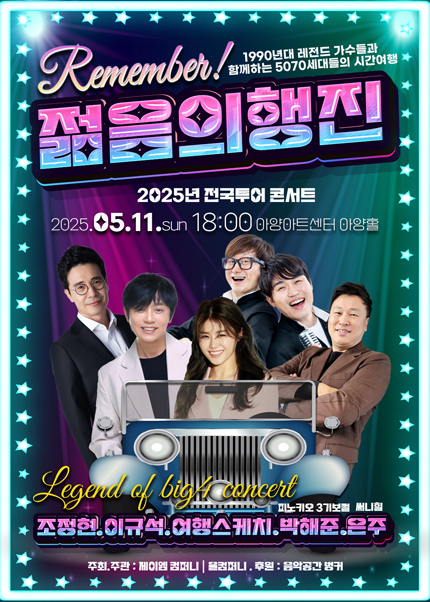 Remember!
1990년대 레전드 가수들과
함께하는 5070세대들의 시간여행
젊음의행진
2025년 전국투어 콘서트
2025.05.11.sun 18:00 아양아트센터 아양홀
Legend of big4 concert
피노키오 3기보컬 써니힐
조정현.이규석.여행스케치.박해준.은주
주최.주관 : 제이엠 컴퍼니 | 플컴퍼니 . 후원 : 음악공간 벙커